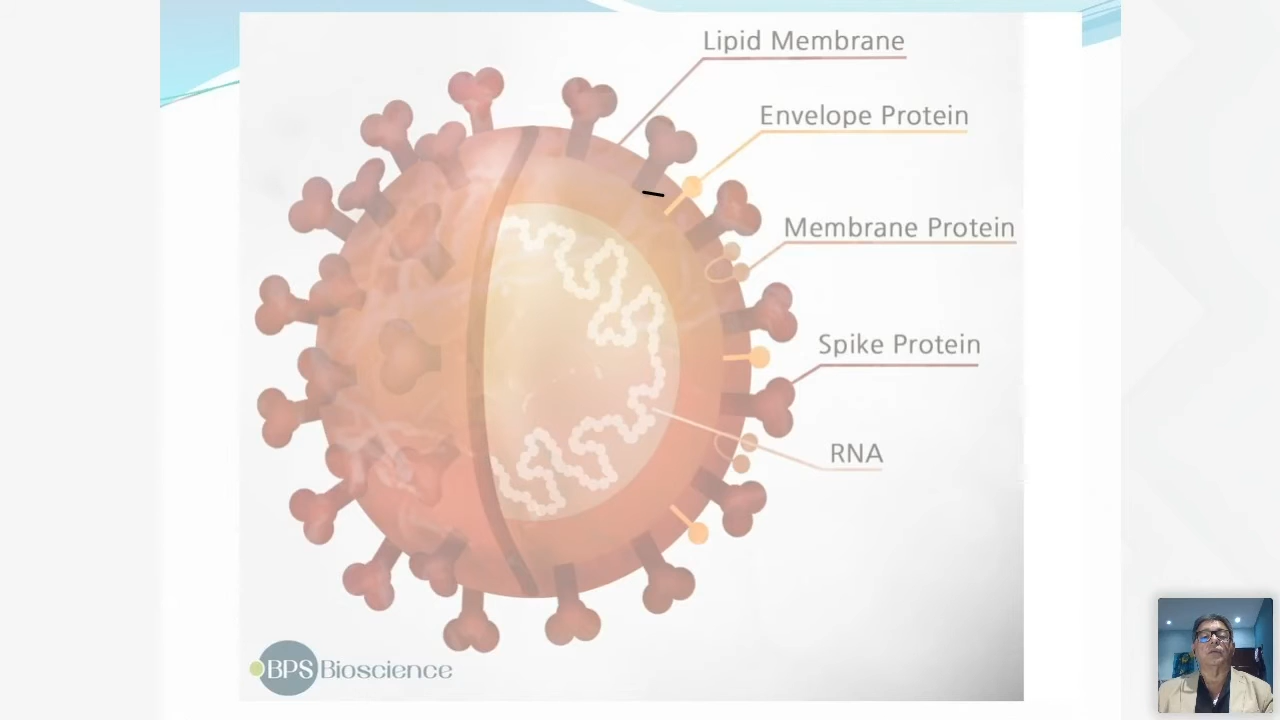 Lipid Membrane
Envelope Protein
Membrane Protein
Spike Protein
RNA
BPS Bioscience